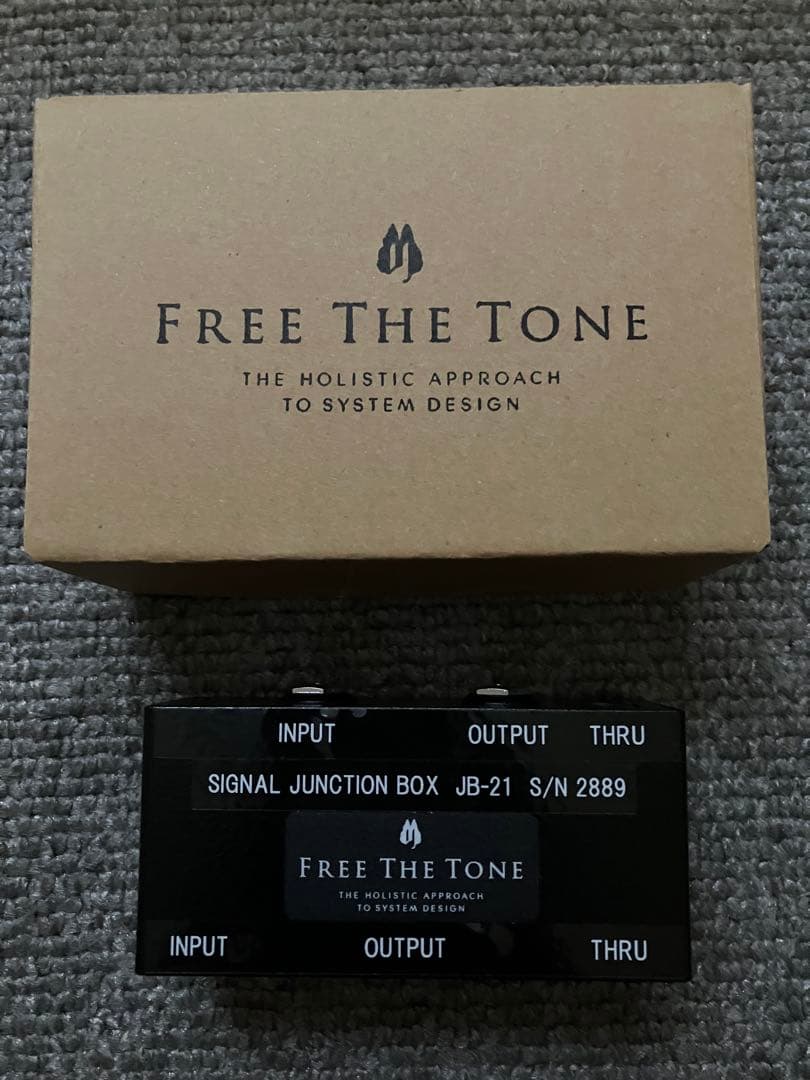 FREE THE TONE
THE HOLISTIC APPROACH
TO SYSTEM DESIGN
INPUT OUTPUT THRU
SIGNAL JUNCTION BOX JB-21 S/N 2889
FREE THE TONE
THE HOLISTIC APPROACH
TO SYSTEM DESIGN
INPUT OUTPUT THRU